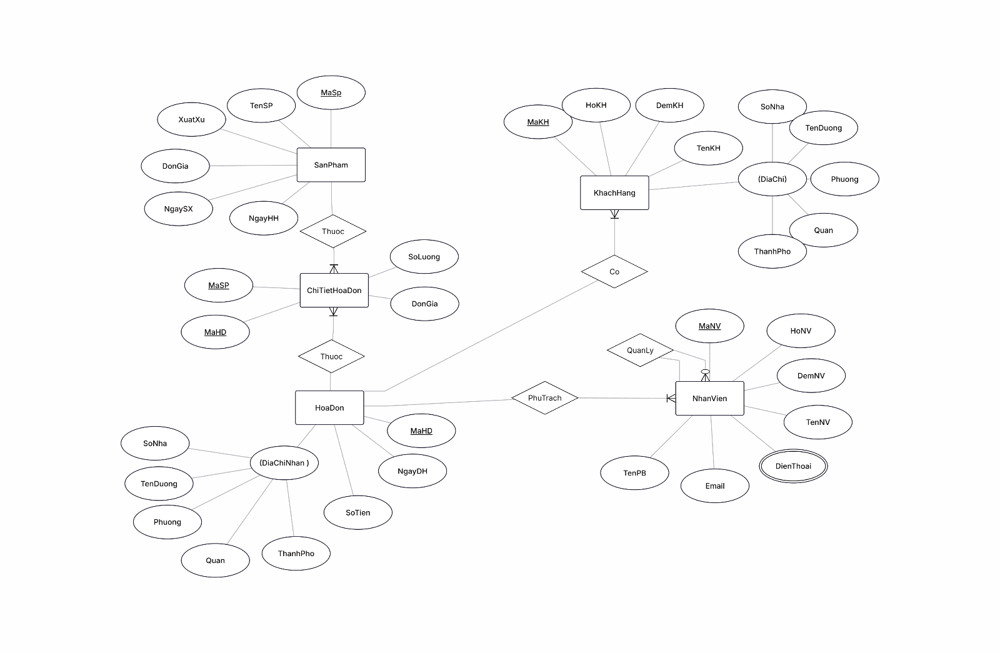 MaSp
TenSP
XuatXu
DonGia
SanPham
NgaySX
NgayHH
Thuoc
SoLuong
MaSP
ChiTietHoaDon
DonGia
MaHD
Thuoc
HoaDon
MaHD
NgayDH
SoTien
(DiaChiNhan )
SoNha
TenDuong
Phuong
Quan
ThanhPho
MaKH
HoKH
DemKH
TenKH
KhachHang
SoNha
TenDuong
(DiaChi)
Phuong
Quan
ThanhPho
Co
PhuTrach
QuanLy
MaNV
HoNV
DemNV
NhanVien
TenNV
DienThoai
Email
TenPB